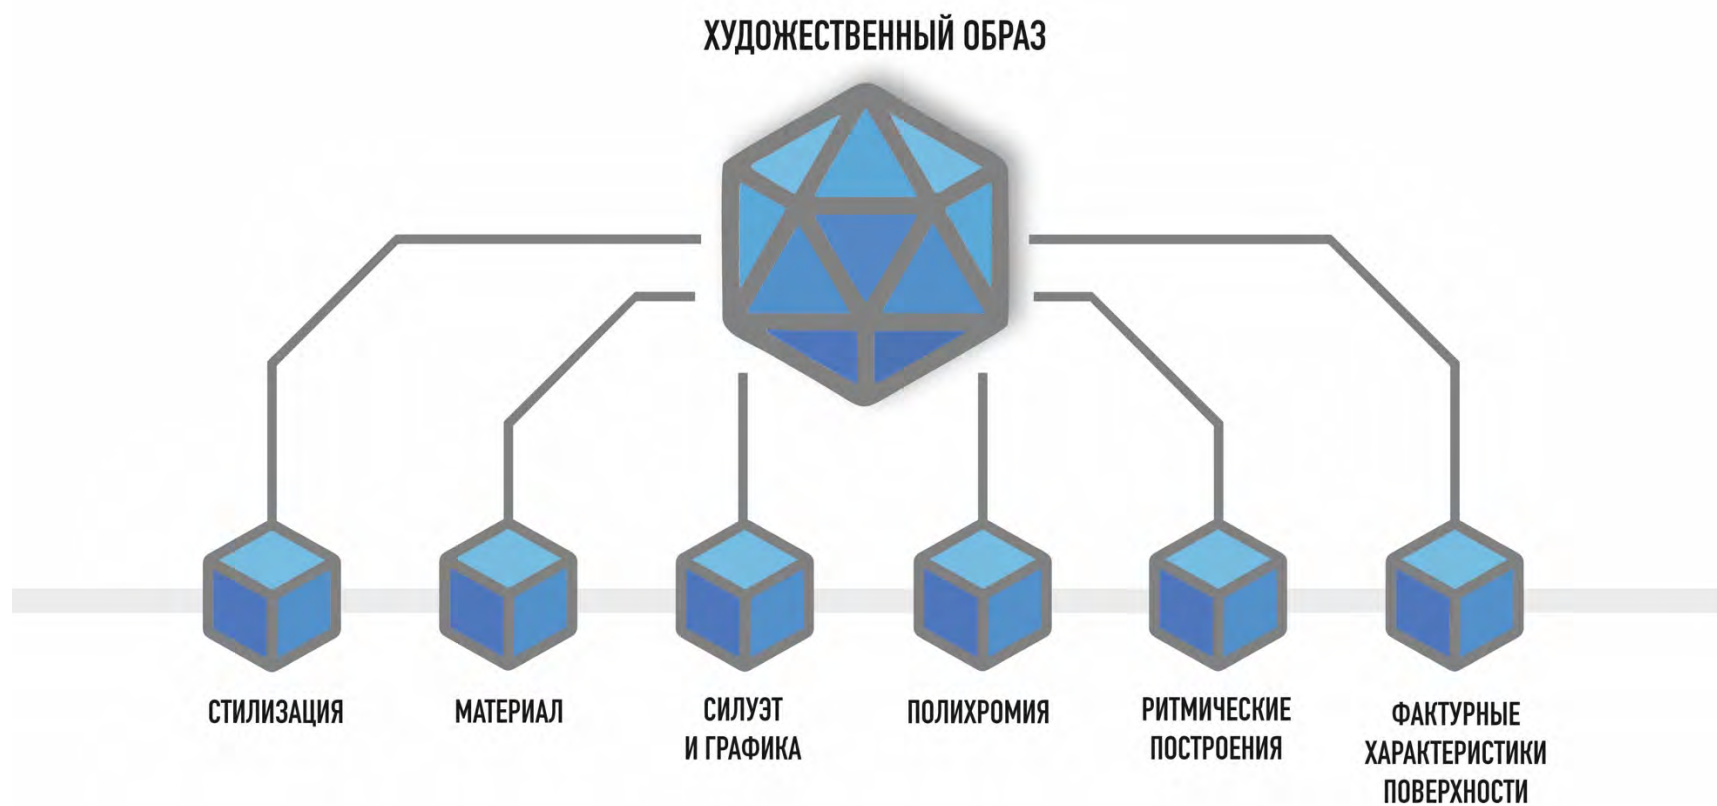 ХУДОЖЕСТВЕННЫЙ ОБРАЗ
СТИЛИЗАЦИЯ
МАТЕРИАЛ
СИЛУЭТ
И ГРАФИКА
ПОЛИХРОМИЯ
РИТМИЧЕСКИЕ
ПОСТРОЕНИЯ
ФАКТУРНЫЕ
ХАРАКТЕРИСТИКИ
ПОВЕРХНОСТИ